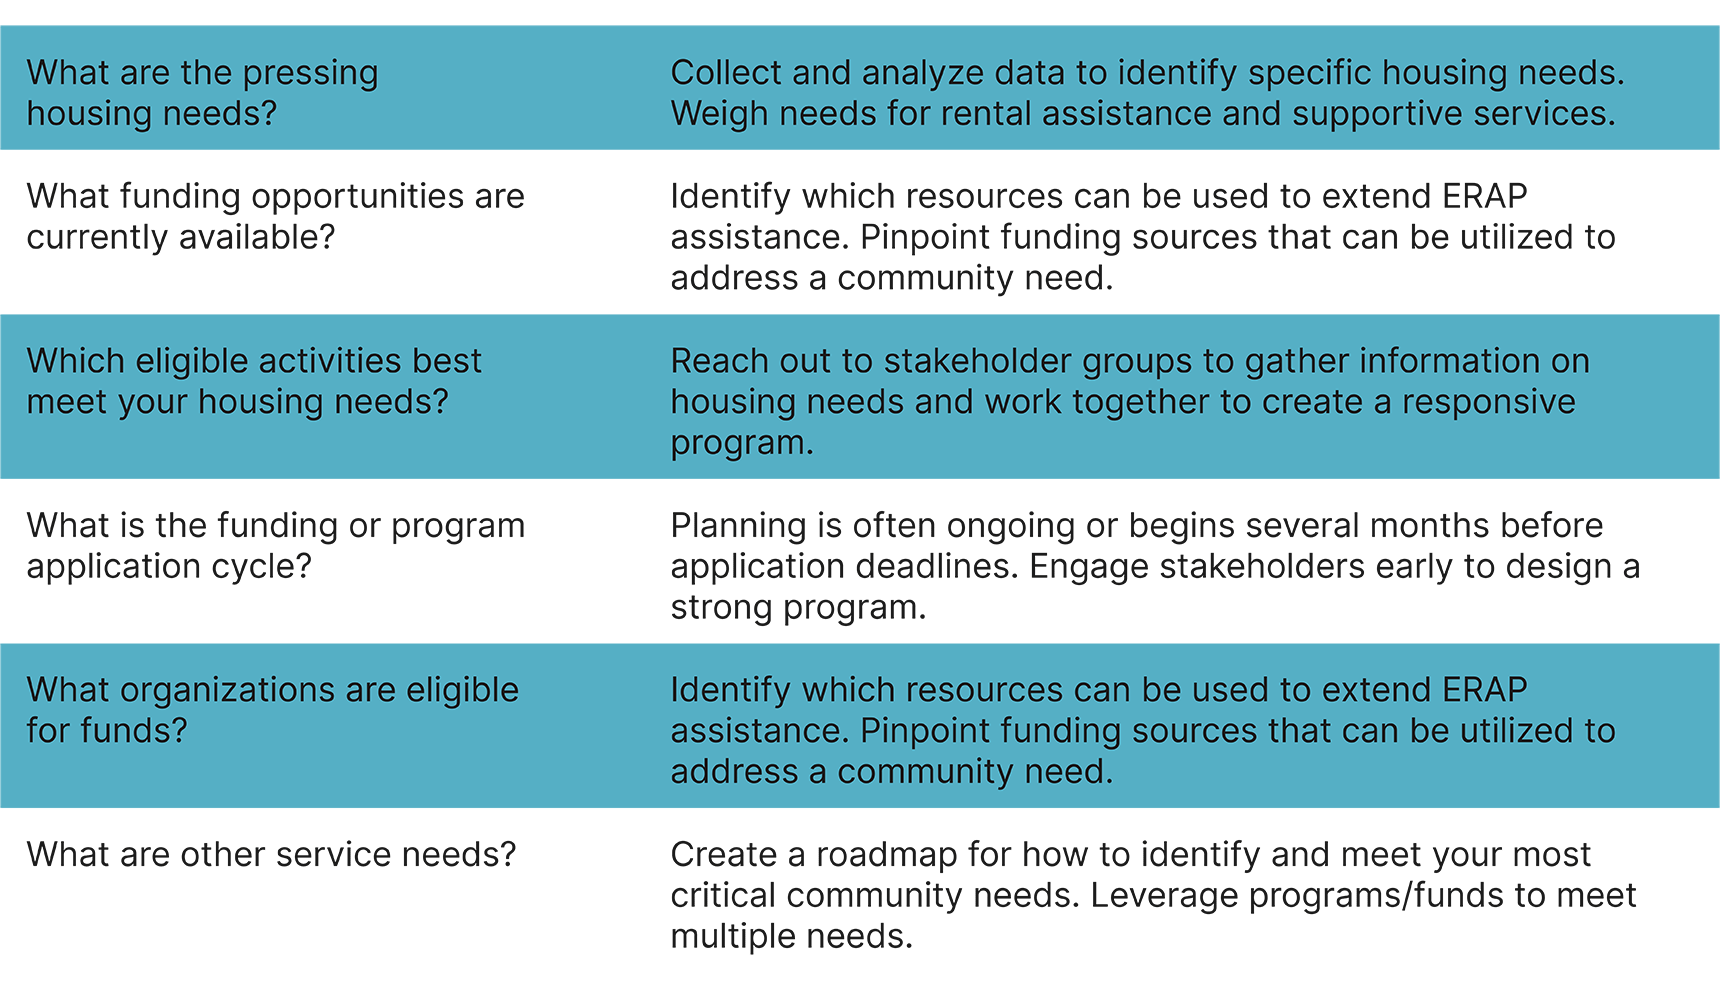 What are the pressing
housing needs?
Collect and analyze data to identify specific housing needs.
Weigh needs for rental assistance and supportive services.
What funding opportunities are
currently available?
Identify which resources can be used to extend ERAP
assistance. Pinpoint funding sources that can be utilized to
address a community need.
Which eligible activities best
meet your housing needs?
Reach out to stakeholder groups to gather information on
housing needs and work together to create a responsive
program.
What is the funding or program
application cycle?
Planning is often ongoing or begins several months before
application deadlines. Engage stakeholders early to design a
strong program.
What organizations are eligible
for funds?
Identify which resources can be used to extend ERAP
assistance. Pinpoint funding sources that can be utilized to
address a community need.
What are other service needs?
Create a roadmap for how to identify and meet your most
critical community needs. Leverage programs/funds to meet
multiple needs.